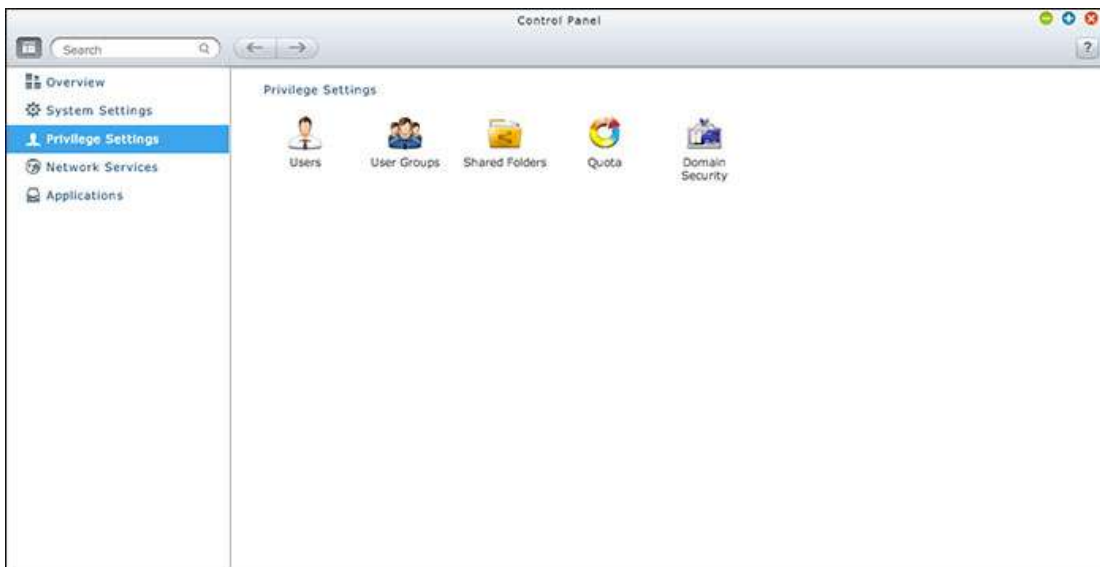 Control Panel
Search
?
Overview
System Settings
Privilege Settings
Network Services
Applications
Privilege Settings
Users
User Groups
Shared Folders
Quota
Domain
Security